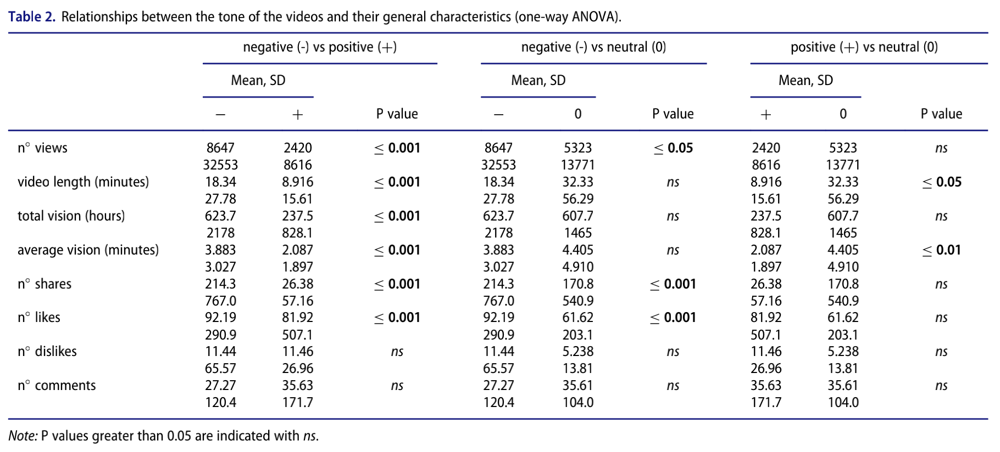 Table 2. Relationships between the tone of the videos and their general characteristics (one-way ANOVA).
negative (-) vs positive (+) negative (-) vs neutral (0) positive (+) vs neutral (0)
Mean, SD Mean, SD Mean, SD
− + P value − 0 P value + 0 P value
n° views 8647 2420 ≤ 0.001 8647 5323 ≤ 0.05 2420 5323 ns
32553 8616 32553 13771 8616 13771
video length (minutes) 18.34 8.916 ≤ 0.001 18.34 32.33 ns 8.916 32.33 ≤ 0.05
27.78 15.61 27.78 56.29 15.61 56.29
total vision (hours) 623.7 237.5 ≤ 0.001 623.7 607.7 ns 237.5 607.7 ns
2178 828.1 2178 1465 828.1 1465
average vision (minutes) 3.883 2.087 ≤ 0.001 3.883 4.405 ns 2.087 4.405 ≤ 0.01
3.027 1.897 3.027 4.910 1.897 4.910
n° shares 214.3 26.38 ≤ 0.001 214.3 170.8 ≤ 0.001 26.38 170.8 ns
767.0 57.16 767.0 540.9 57.16 540.9
n° likes 92.19 81.92 ≤ 0.001 92.19 61.62 ≤ 0.001 81.92 61.62 ns
290.9 507.1 290.9 203.1 507.1 203.1
n° dislikes 11.44 11.46 ns 11.44 5.238 ns 11.46 5.238 ns
65.57 26.96 65.57 13.81 26.96 13.81
n° comments 27.27 35.63 ns 27.27 35.61 ns 35.63 35.61 ns
120.4 171.7 120.4 104.0 171.7 104.0
Note: P values greater than 0.05 are indicated with ns.